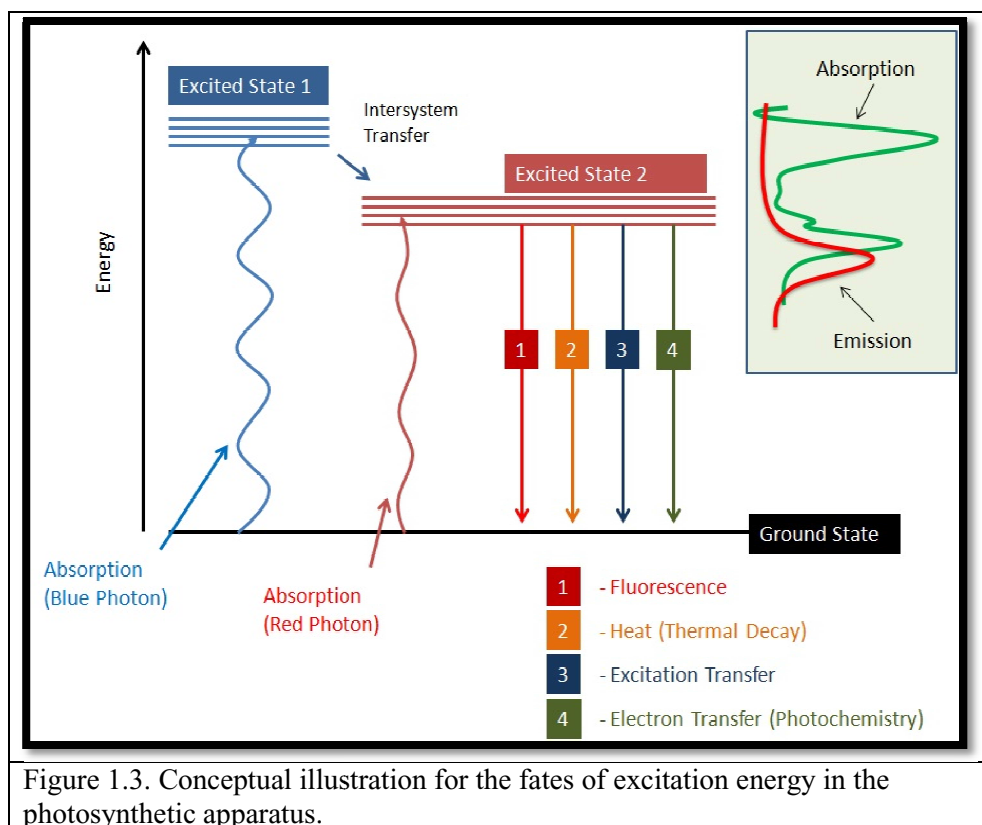 Excited State 1
Intersystem
Transfer
Excited State 2
Absorption
Emission
Energy
1
2
3
4
Ground State
Absorption
(Blue Photon)
Absorption
(Red Photon)
1 - Fluorescence
2 - Heat (Thermal Decay)
3 - Excitation Transfer
4 - Electron Transfer (Photochemistry)
Figure 1.3. Conceptual illustration for the fates of excitation energy in the
photosynthetic apparatus.